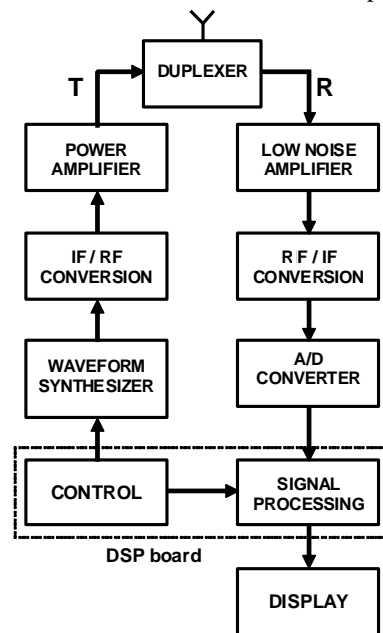 DUPLEXER
T
R
POWER
AMPLIFIER
LOW NOISE
AMPLIFIER
IF / RF
CONVERSION
RF / IF
CONVERSION
WAVEFORM
SYNTHESIZER
A/D
CONVERTER
CONTROL
SIGNAL
PROCESSING
DSP board
DISPLAY